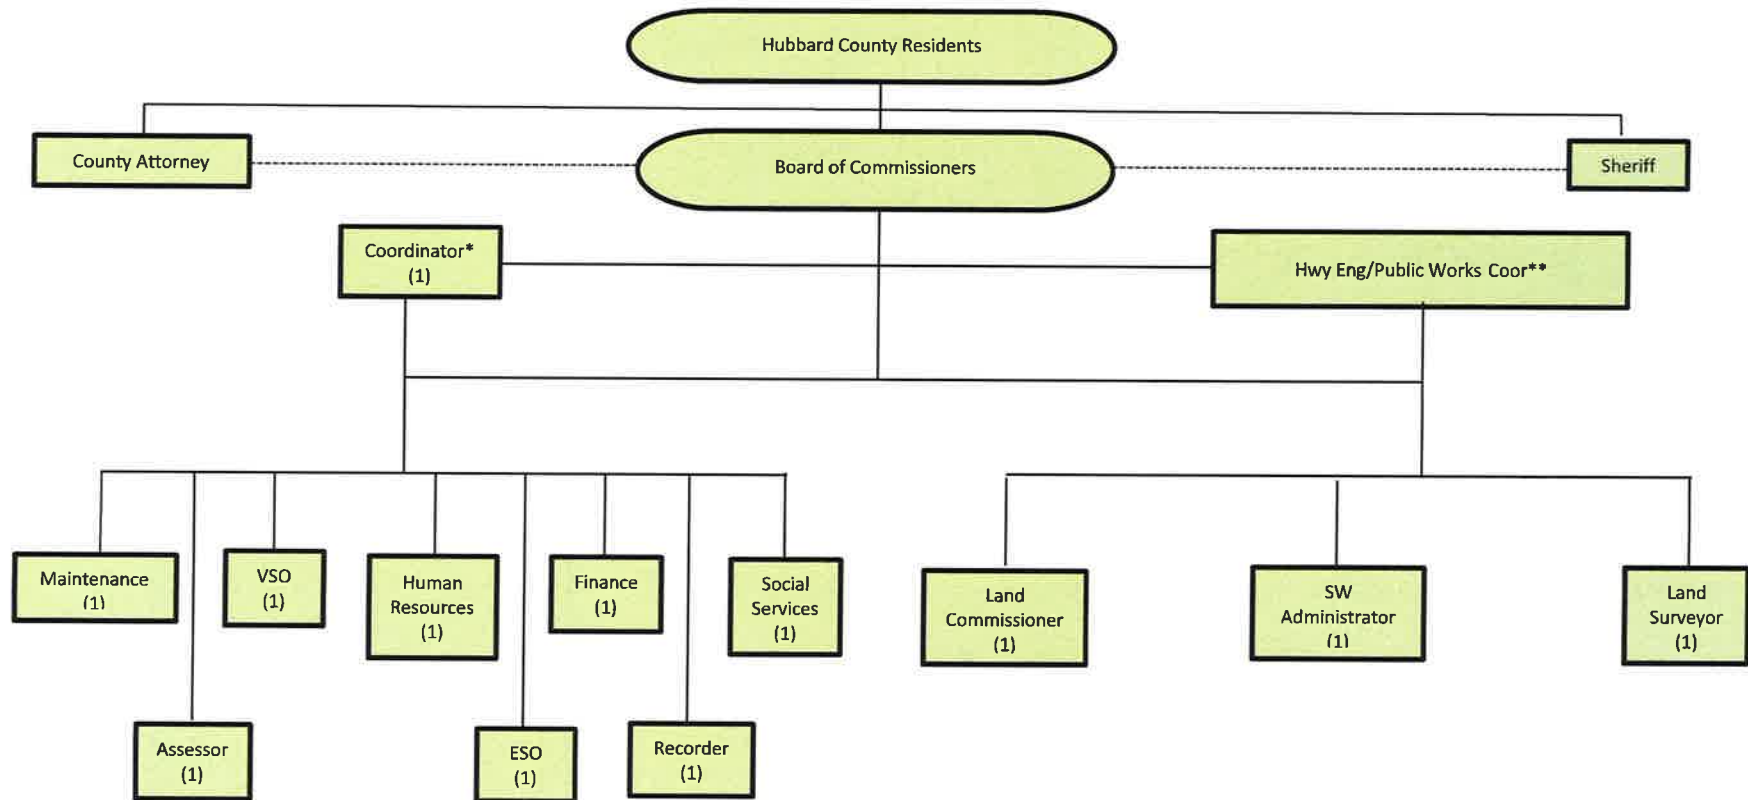 Hubbard County Residents
County Attorney
Board of Commissioners
Sheriff
Coordinator*
(1)
Hwy Eng/Public Works Coor**
Maintenance
(1)
VSO
(1)
Human
Resources
(1)
Finance
(1)
Social
Services
(1)
Land
Commissioner
(1)
SW
Administrator
(1)
Land
Surveyor
(1)
Assessor
(1)
ESO
(1)
Recorder
(1)